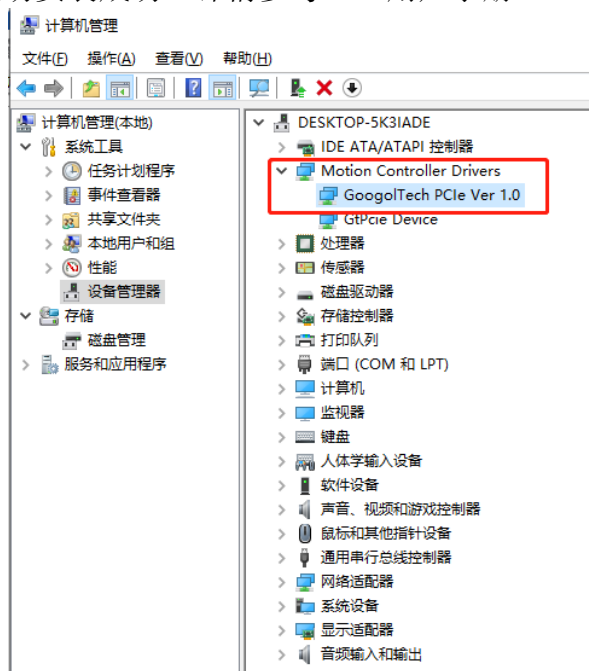 计算机管理
文件(F) 操作(A) 查看(V) 帮助(H)
计算机管理(本地)
系统工具
任务计划程序
事件查看器
共享文件夹
本地用户和组
性能
设备管理器
存储
磁盘管理
服务和应用程序
DESKTOP-5K3IADE
IDE ATA/ATAPI 控制器
Motion Controller Drivers
GoogolTech PCIe Ver 1.0
GtPcie Device
处理器
传感器
磁盘驱动器
存储控制器
打印队列
端口 (COM 和 LPT)
计算机
监视器
键盘
人体学输入设备
软件设备
声音、视频和游戏控制器
鼠标和其他指针设备
通用串行总线控制器
网络适配器
系统设备
显示适配器
音频输入和输出